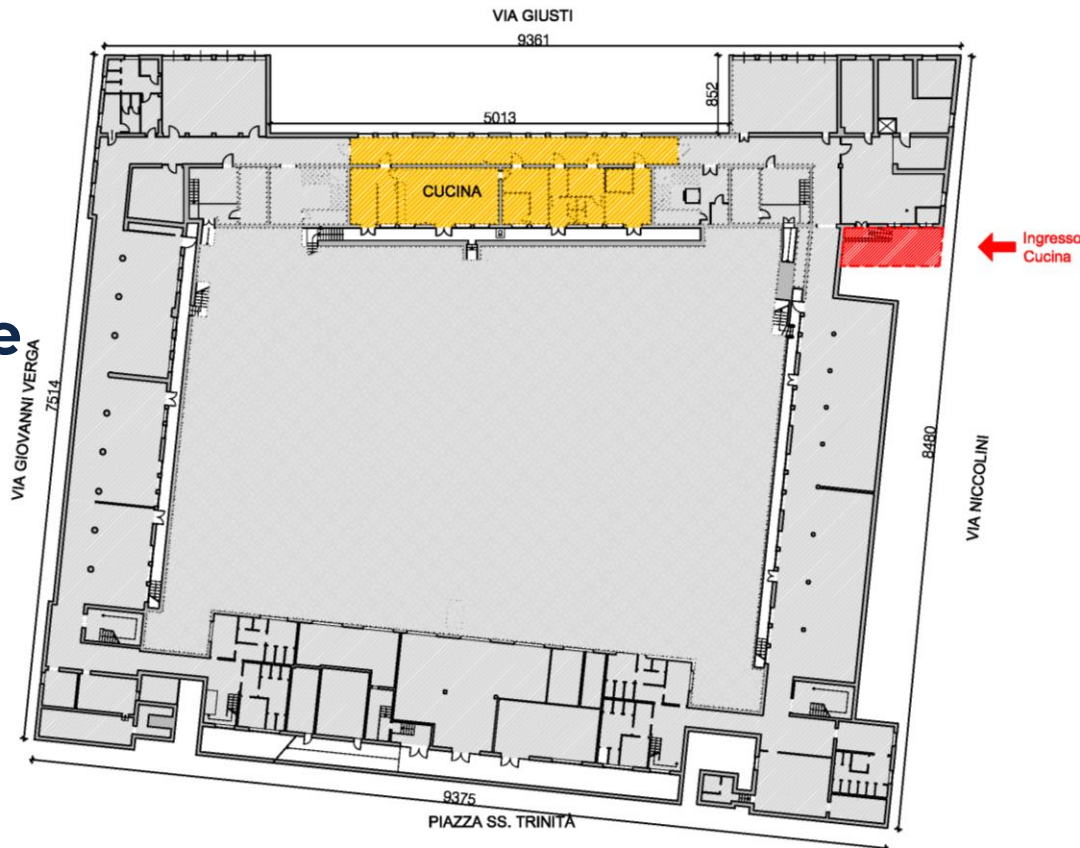 VIA GIUSTI
9361
852
5013
CUCINA
Ingresso
Cucina
e
VIA GIOVANNI VERGA
7514
8480
VIA NICCOLINI
9375
PIAZZA SS. TRINITÀ